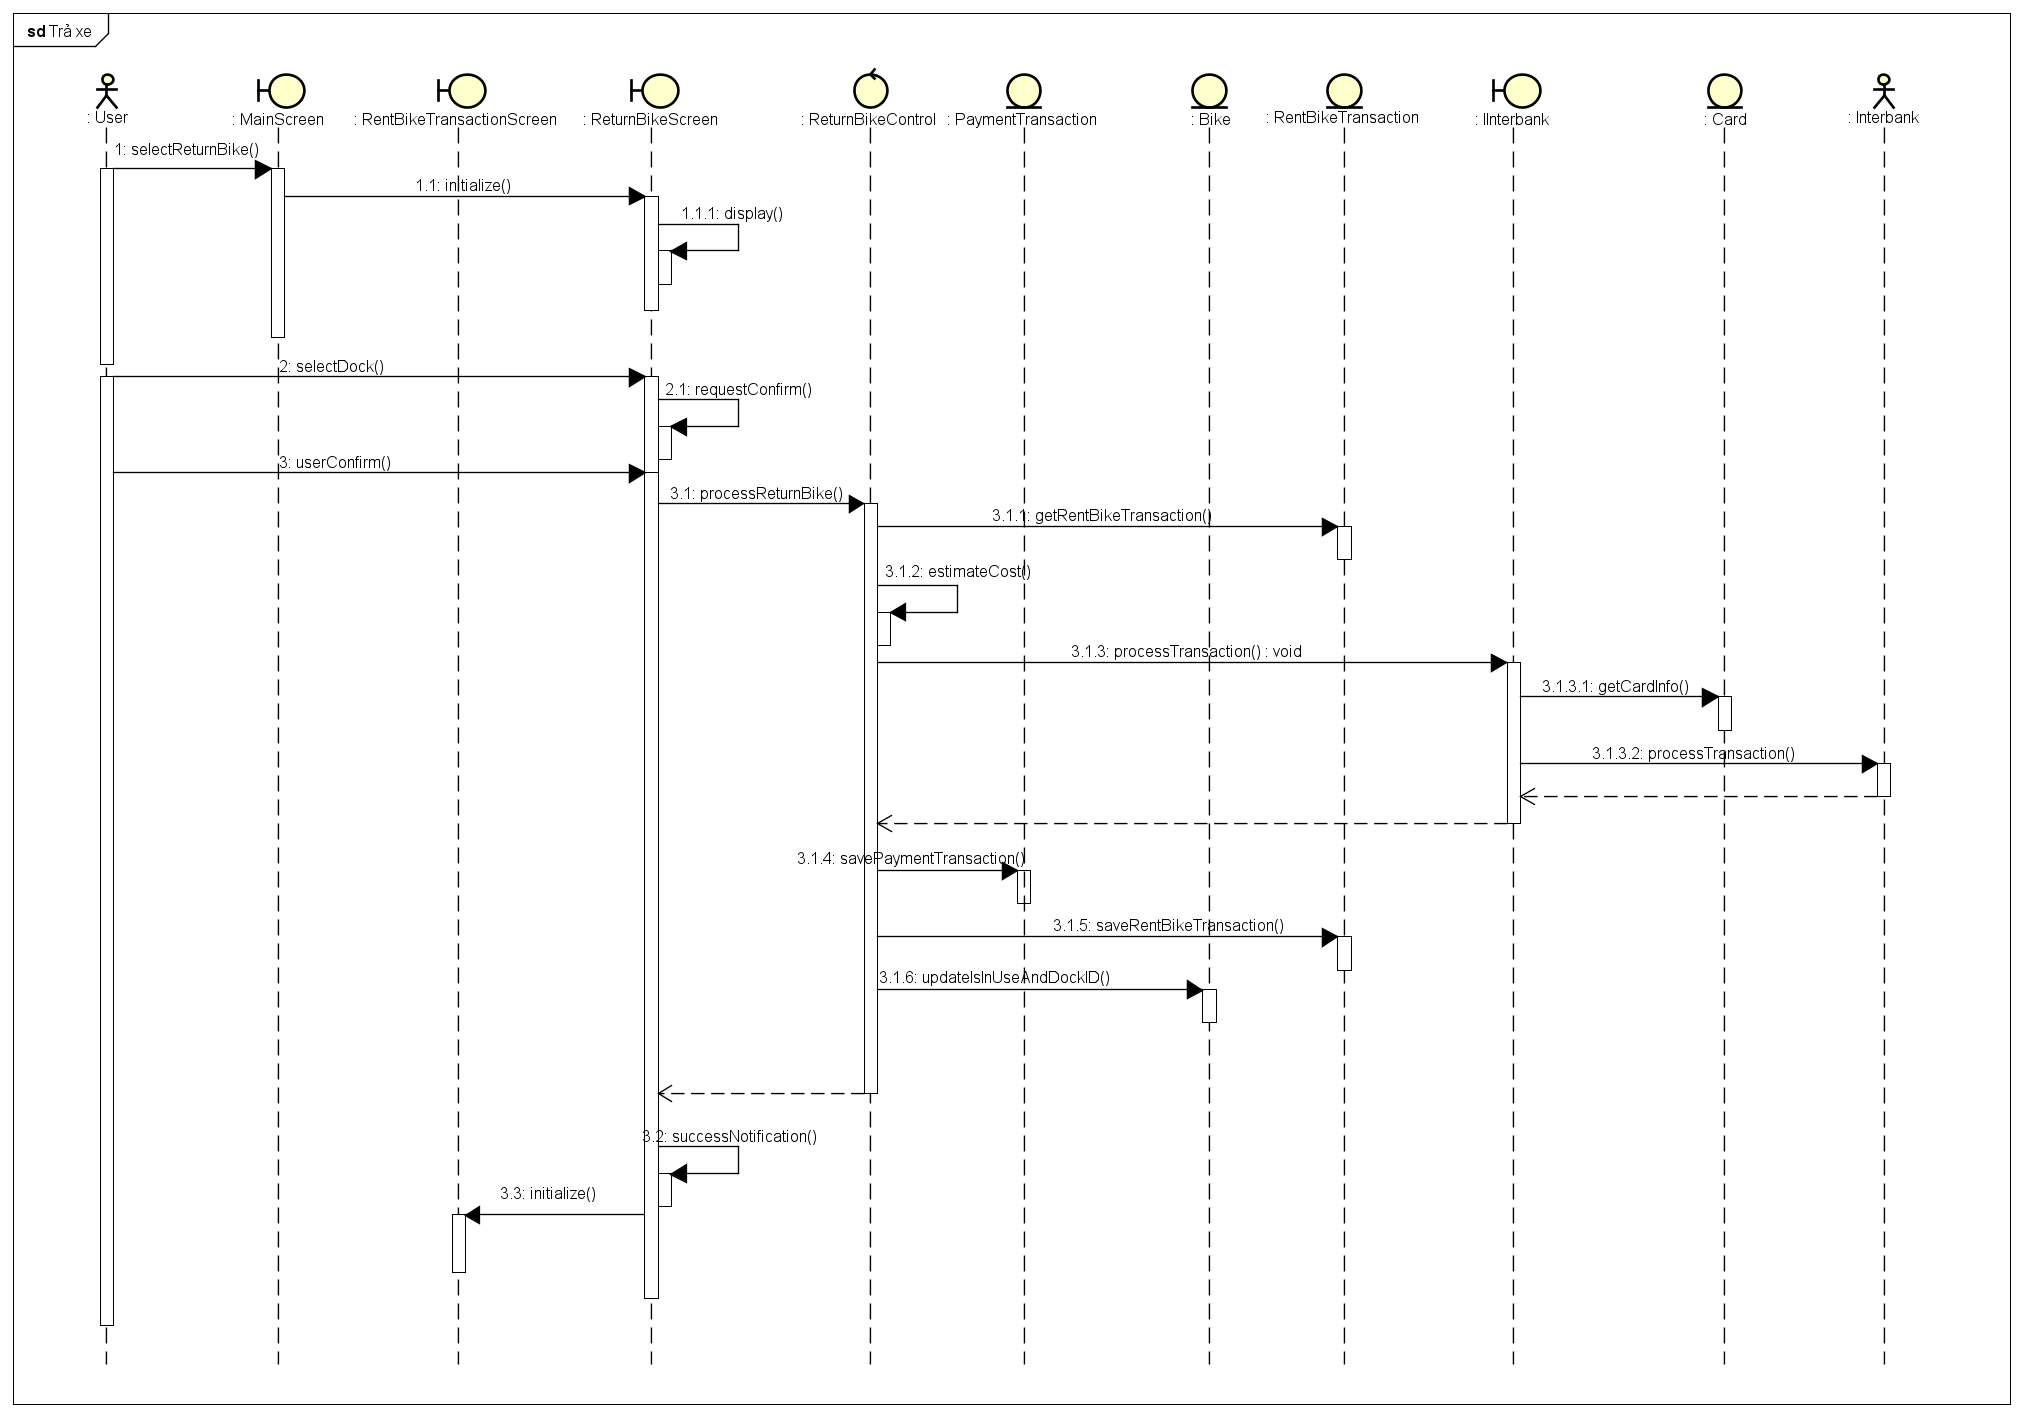 sd Trả xe
: User
: MainScreen
: RentBikeTransactionScreen
: ReturnBikeScreen
: ReturnBikeControl
: PaymentTransaction
: Bike
: RentBikeTransaction
: IInterbank
: Card
: Interbank
1: selectReturnBike()
1.1: initialize()
1.1.1: display()
2: selectDock()
2.1: requestConfirm()
3: userConfirm()
3.1: processReturnBike()
3.1.1: getRentBikeTransaction()
3.1.2: estimateCost()
3.1.3: processTransaction() : void
3.1.3.1: getCardInfo()
3.1.3.2: processTransaction()
3.1.4: savePaymentTransaction()
3.1.5: saveRentBikeTransaction()
3.1.6: updateIsInUseAndDockID()
3.2: successNotification()
3.3: initialize()